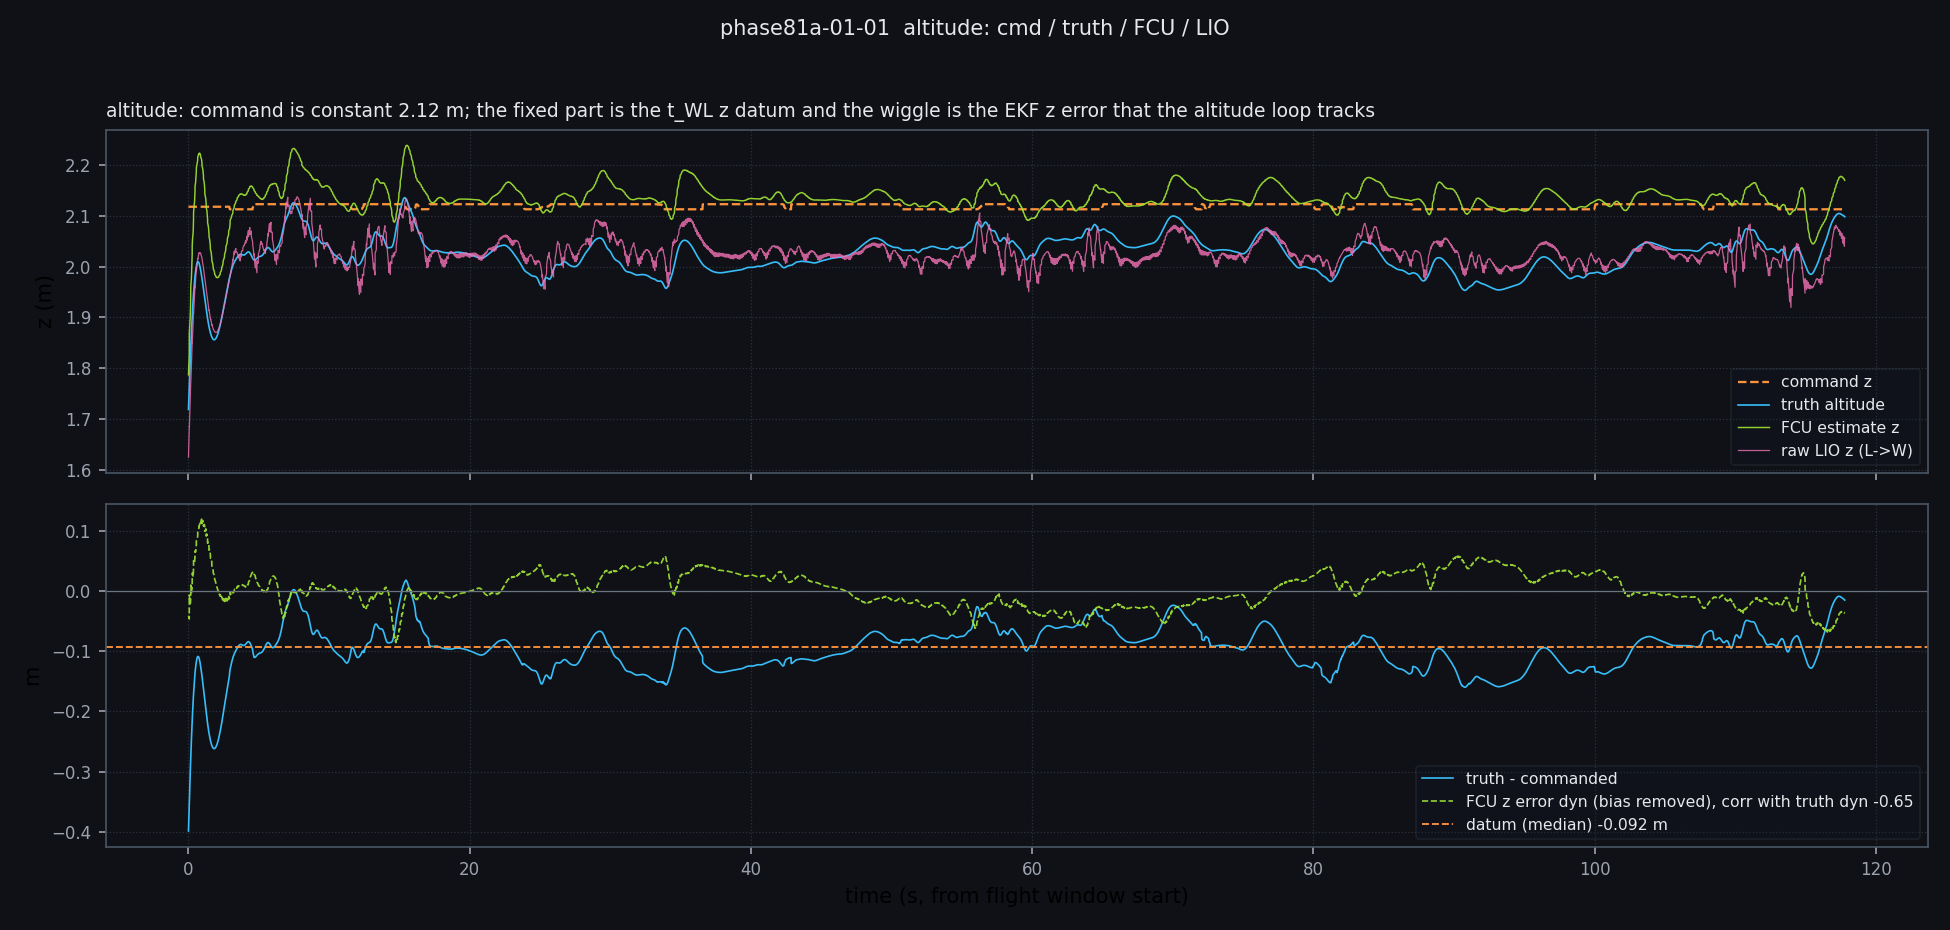 phase81a-01-01  altitude: cmd / truth / FCU / LIO
altitude: command is constant 2.12 m; the fixed part is the t_WL z datum and the wiggle is the EKF z error that the altitude loop tracks
z (m)
2.2
2.1
2.0
1.9
1.8
1.7
1.6
command z
truth altitude
FCU estimate z
raw LIO z (L->W)
m
0.1
0.0
−0.1
−0.2
−0.3
−0.4
truth - commanded
FCU z error dyn (bias removed), corr with truth dyn -0.65
datum (median) -0.092 m
0 20 40 60 80 100 120
time (s, from flight window start)